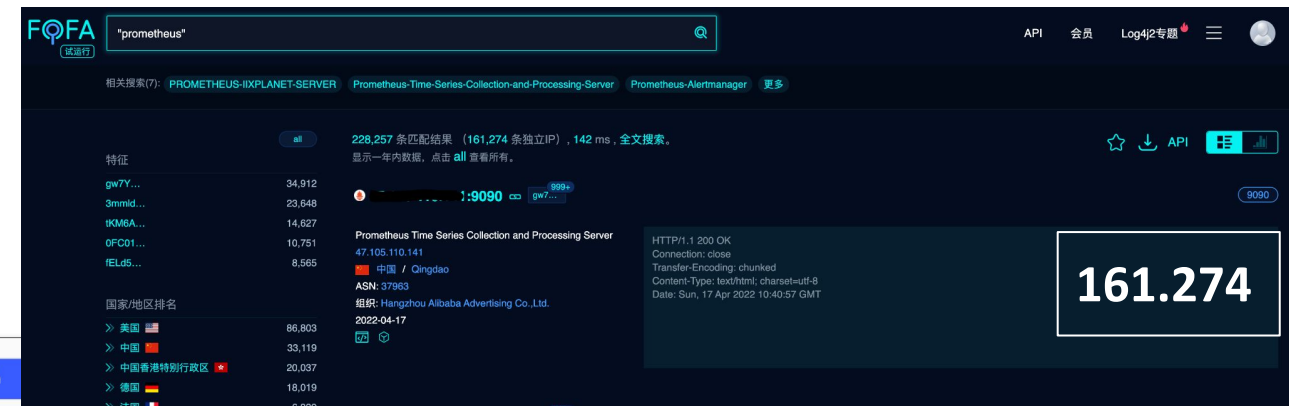 FOFA
试运行
"prometheus"
API 会员 Log4j2专题
相关搜索(7): PROMETHEUS-IIXPLANET-SERVER Prometheus-Time-Series-Collection-and-Processing-Server Prometheus-Alertmanager 更多
all
228,257 条匹配结果 （161,274 条独立IP）, 142 ms , 全文搜索。
显示一年内数据，点击 all 查看所有。
API
特征
gw7Y... 34,912
3mmld... 23,648
tKM6A... 14,627
0FC01... 10,751
fELd5... 8,565
国家/地区排名
美国 86,803
中国 33,119
中国香港特别行政区 20,037
德国 18,019
1:9090 gw7... 999+
9090
Prometheus Time Series Collection and Processing Server
47.105.110.141
中国 / Qingdao
ASN: 37963
组织: Hangzhou Alibaba Advertising Co.,Ltd.
2022-04-17
HTTP/1.1 200 OK
Connection: close
Transfer-Encoding: chunked
Content-Type: text/html; charset=utf-8
Date: Sun, 17 Apr 2022 10:40:57 GMT
161.274